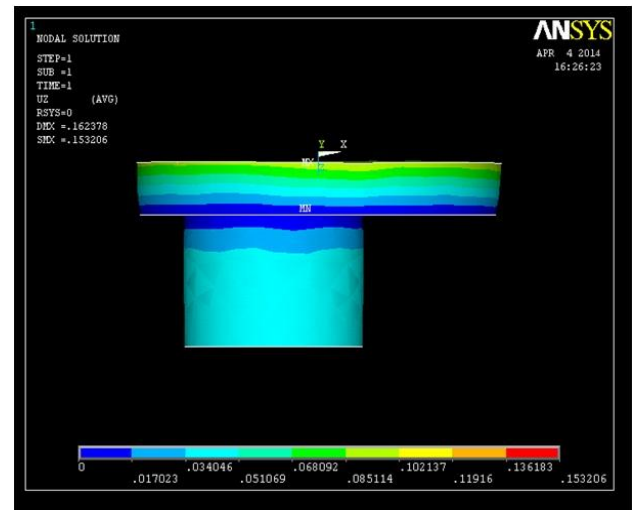 1
NODAL SOLUTION
STEP=1
SUB =1
TIME=1
UZ (AVG)
RSYS=0
DMX =.162378
SMX =.153206
ANSYS
APR 4 2014
16:26:23
Y X
MX
MN
0 .034046 .068092 .102137 .136183
.017023 .051069 .085114 .11916 .153206